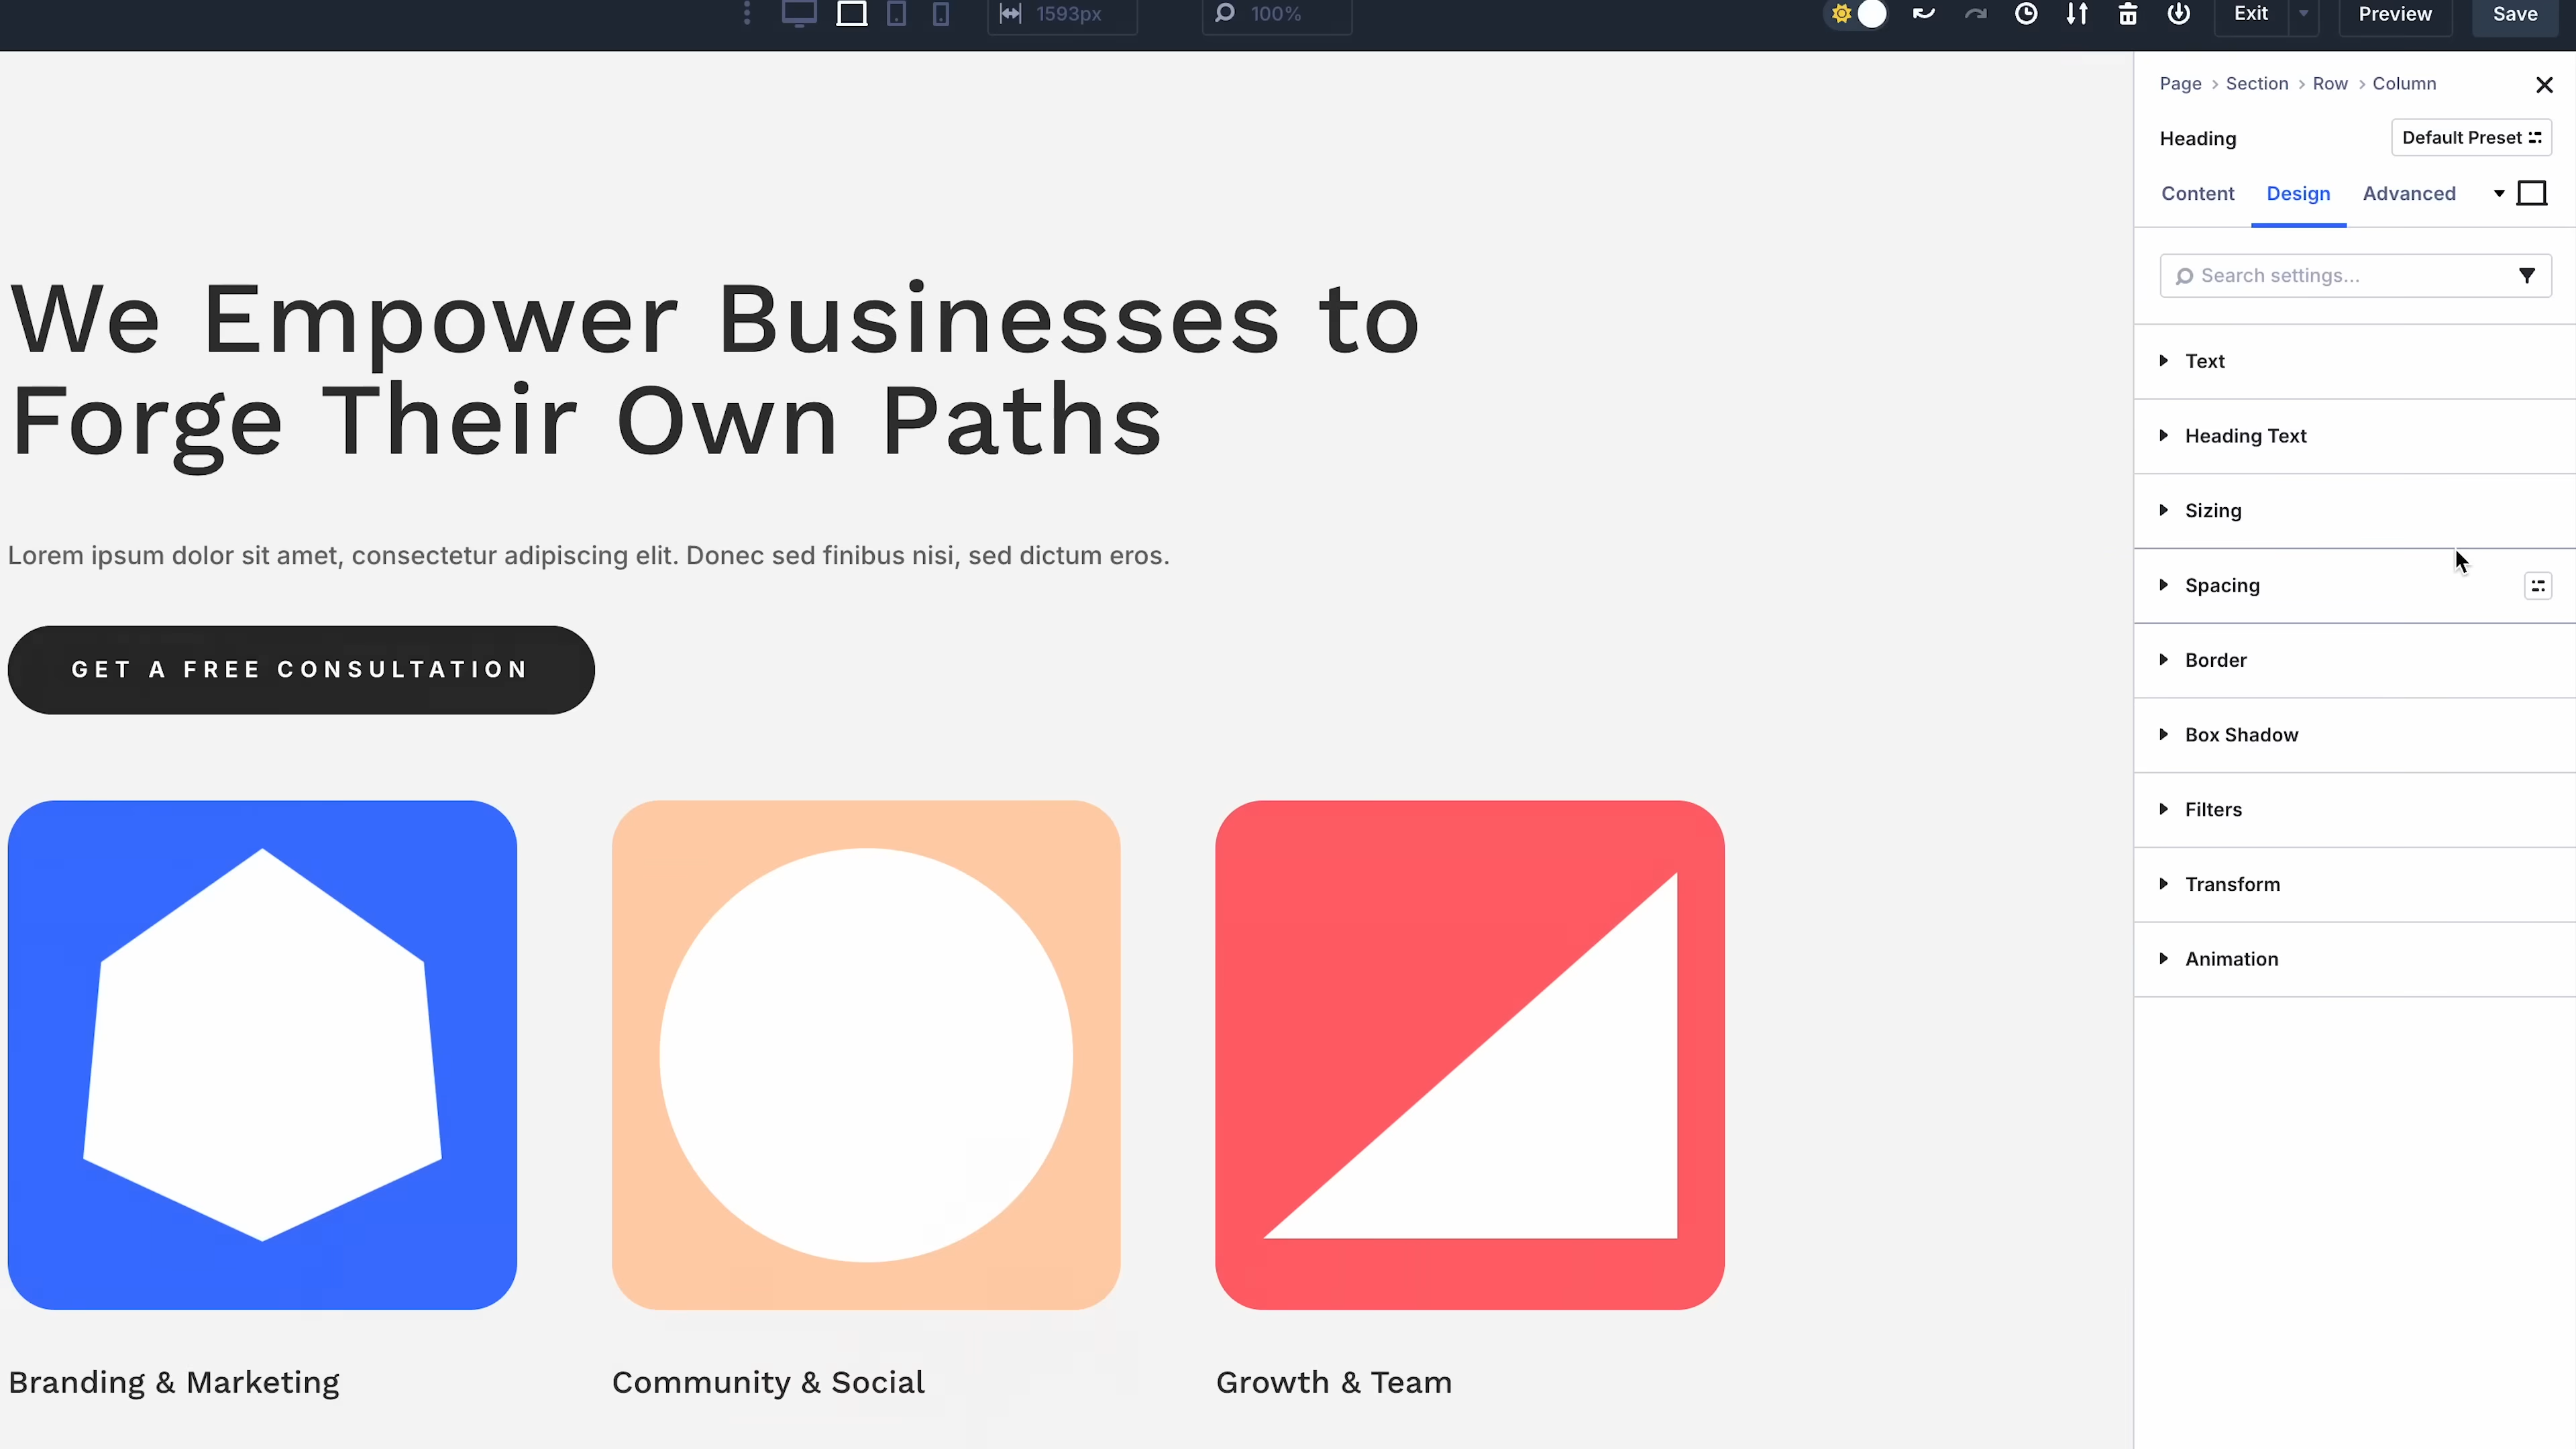 1593px
100%
Exit
Preview
Save
Page
Section
Row
Column
Heading
Default Preset
Content
Design
Advanced
Search settings...
Text
Heading Text
Sizing
Spacing
Border
Box Shadow
Filters
Transform
Animation
We Empower Businesses to
Forge Their Own Paths
Lorem ipsum dolor sit amet, consectetur adipiscing elit. Donec sed finibus nisi, sed dictum eros.
GET A FREE CONSULTATION
Branding & Marketing
Community & Social
Growth & Team